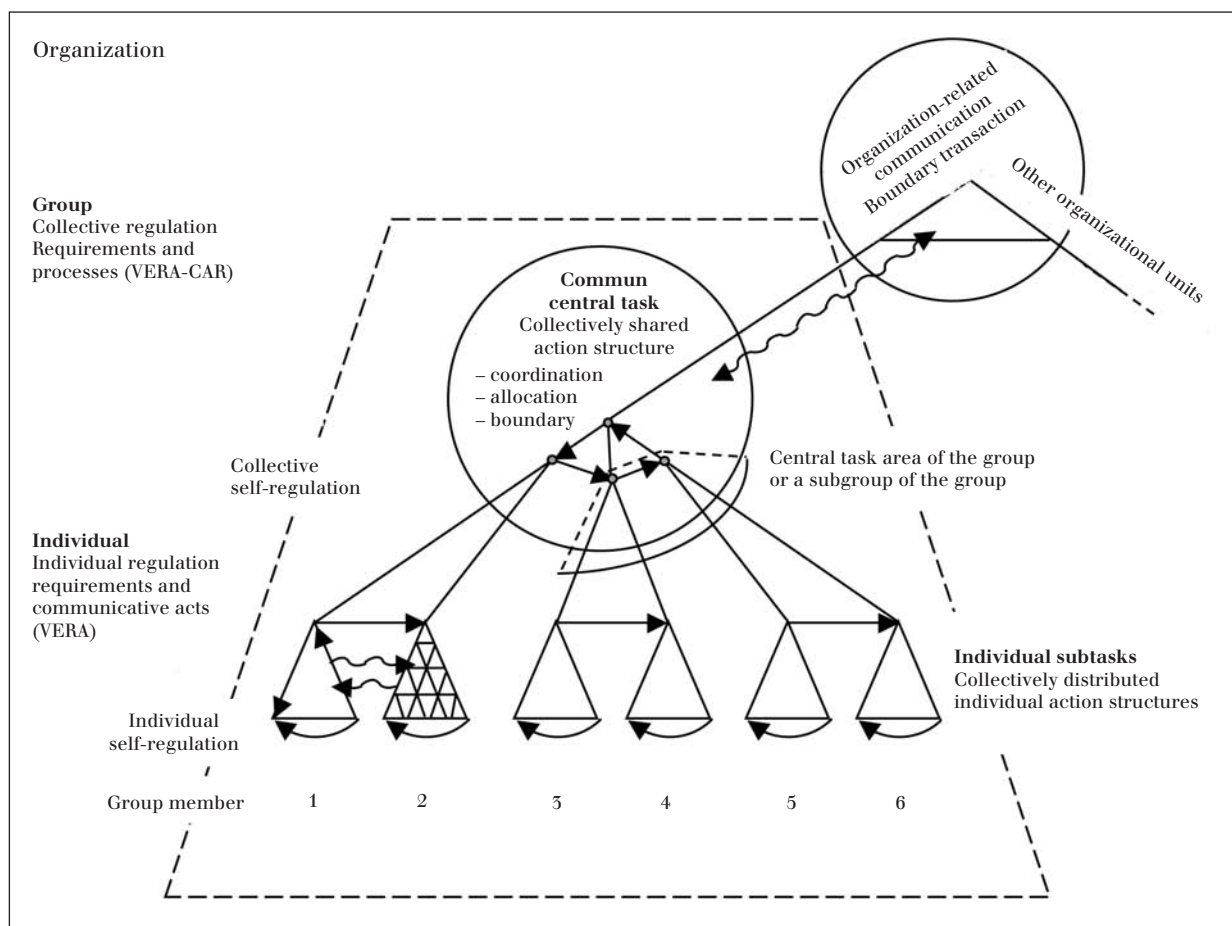 Organization
Organization-related
communication
Boundary transaction
Other organizational units
Group
Collective regulation
Requirements and
processes (VERA-CAR)
Commun
central task
Collectively shared
action structure
– coordination
– allocation
– boundary
Collective
self-regulation
Central task area of the group
or a subgroup of the group
Individual
Individual regulation
requirements and
communicative acts
(VERA)
Individual subtasks
Collectively distributed
individual action structures
Individual
self-regulation
Group member 1 2 3 4 5 6